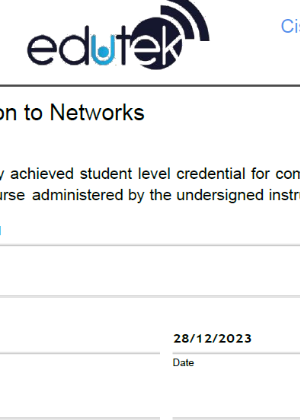 edutek
Cis
on to Networks
y achieved student level credential for com
urse administered by the undersigned instru
28/12/2023
Date